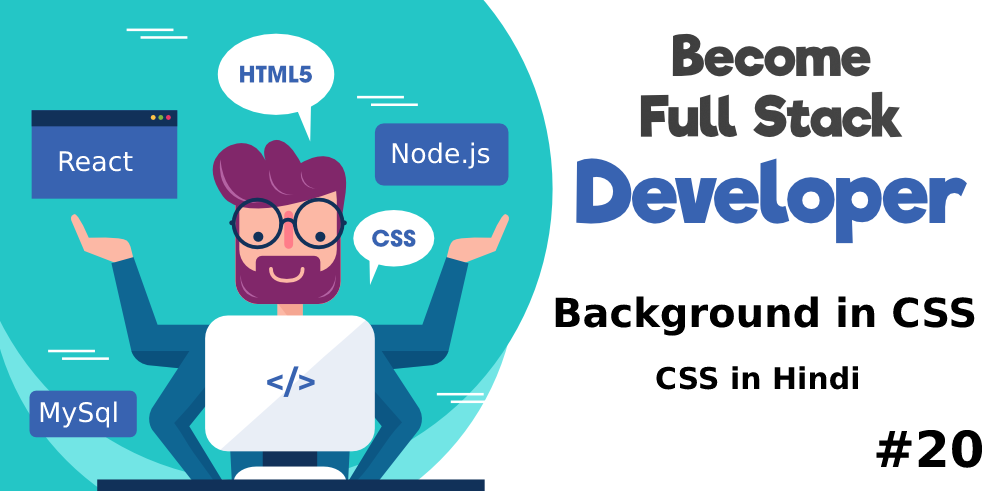 HTML5
React
Node.js
CSS
</>
MySql
Become
Full Stack
Developer
Background in CSS
CSS in Hindi
#20